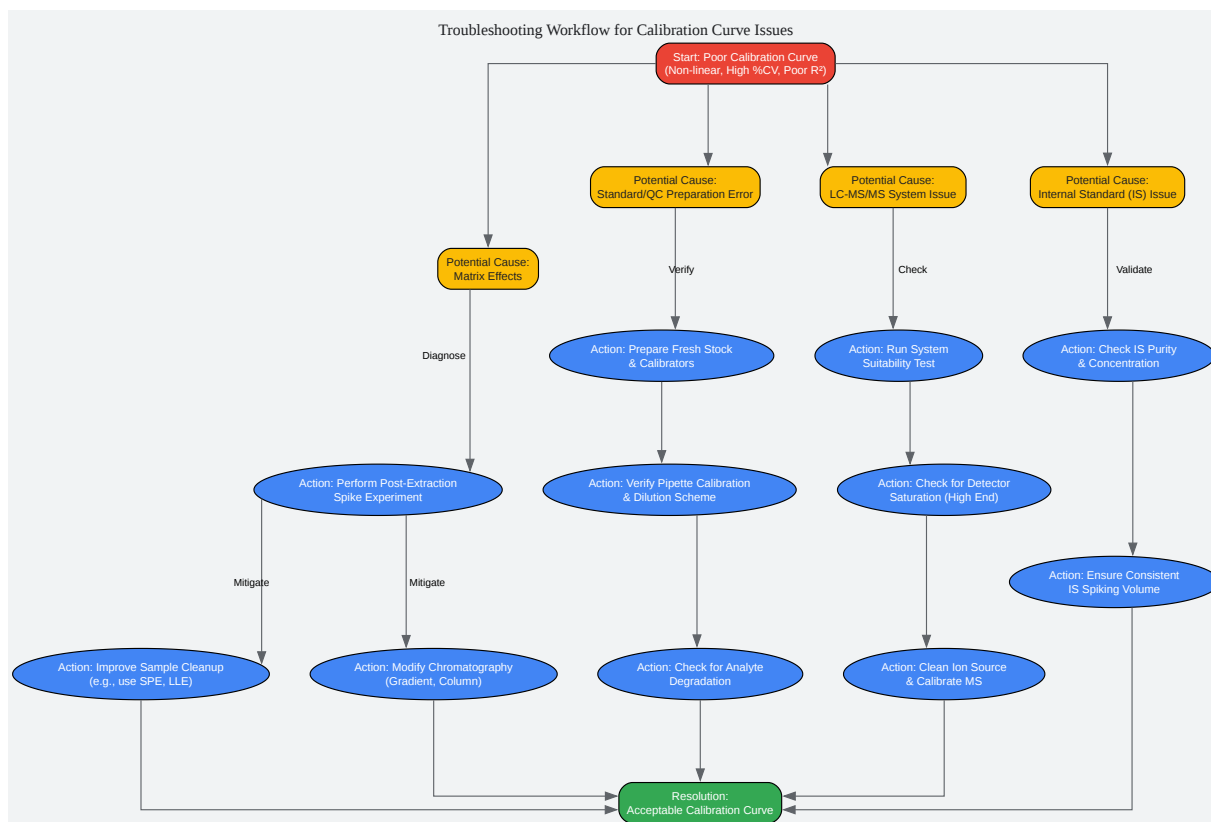 Troubleshooting Workflow for Calibration Curve Issues
Start: Poor Calibration Curve
(Non-linear, High %CV, Poor R²)
Potential Cause:
Standard/QC Preparation Error
Potential Cause:
LC-MS/MS System Issue
Potential Cause:
Internal Standard (IS) Issue
Potential Cause:
Matrix Effects
Verify
Check
Validate
Diagnose
Action: Prepare Fresh Stock
& Calibrators
Action: Run System
Suitability Test
Action: Check IS Purity
& Concentration
Action: Perform Post-Extraction
Spike Experiment
Action: Verify Pipette Calibration
& Dilution Scheme
Action: Check for Detector
Saturation (High End)
Mitigate
Mitigate
Action: Ensure Consistent
IS Spiking Volume
Action: Improve Sample Cleanup
(e.g., use SPE, LLE)
Action: Modify Chromatography
(Gradient, Column)
Action: Check for Analyte
Degradation
Action: Clean Ion Source
& Calibrate MS
Resolution:
Acceptable Calibration Curve